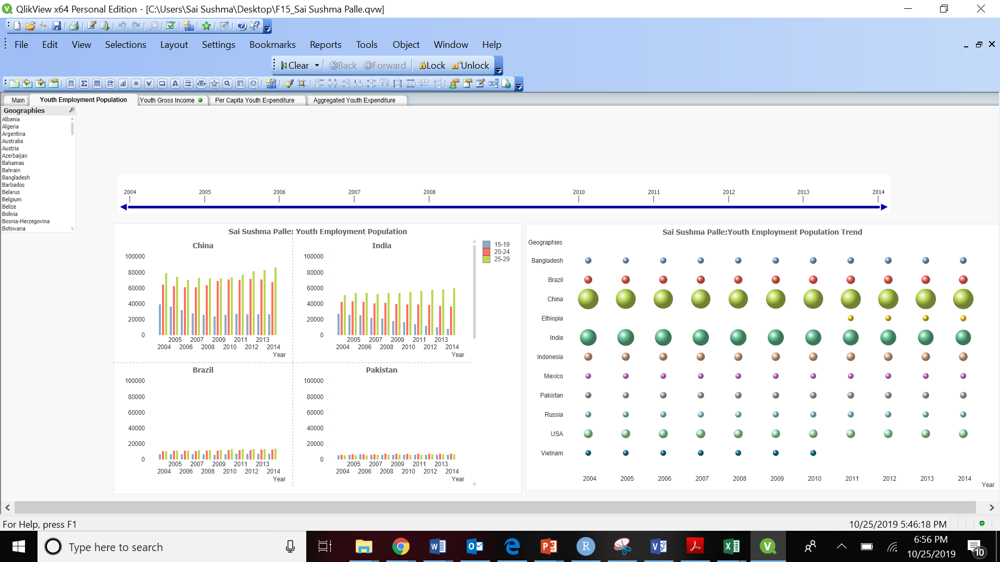 QlikView x64 Personal Edition - [C:\Users\Sai Sushma\Desktop\F15_Sai Sushma Palle.qvw]
File Edit View Selections Layout Settings Bookmarks Reports Tools Object Window Help
Clear Back Forward Lock Unlock
Main Youth Employment Population Youth Gross Income Per Capita Youth Expenditure Aggregated Youth Expenditure
Geographies
Albania
Algeria
Argentina
Australia
Austria
Azerbaijan
Bahamas
Bahrain
Bangladesh
Barbados
Belarus
Belgium
Belize
Bolivia
Bosnia-Herzegovina
Botswana
2004 2005 2006 2007 2008 2010 2011 2012 2013 2014
Sai Sushma Palle: Youth Employment Population
China
100000
80000
60000
40000
20000
0
2005 2007 2009 2011 2013
2004 2006 2008 2010 2012 2014
Year
India
100000
80000
60000
40000
20000
0
2005 2007 2009 2011 2013
2004 2006 2008 2010 2012 2014
Year
15-19
20-24
25-29
Brazil
100000
80000
60000
40000
20000
0
2005 2007 2009 2011 2013
2004 2006 2008 2010 2012 2014
Year
Pakistan
100000
80000
60000
40000
20000
0
2005 2007 2009 2011 2013
2004 2006 2008 2010 2012 2014
Year
Sai Sushma Palle:Youth Employment Population Trend
Geographies
Bangladesh
Brazil
China
Ethiopia
India
Indonesia
Mexico
Pakistan
Russia
USA
Vietnam
2004 2005 2006 2007 2008 2009 2010 2011 2012 2013 2014
Year
For Help, press F1
10/25/2019 5:46:18 PM
Type here to search
6:56 PM
10/25/2019
10